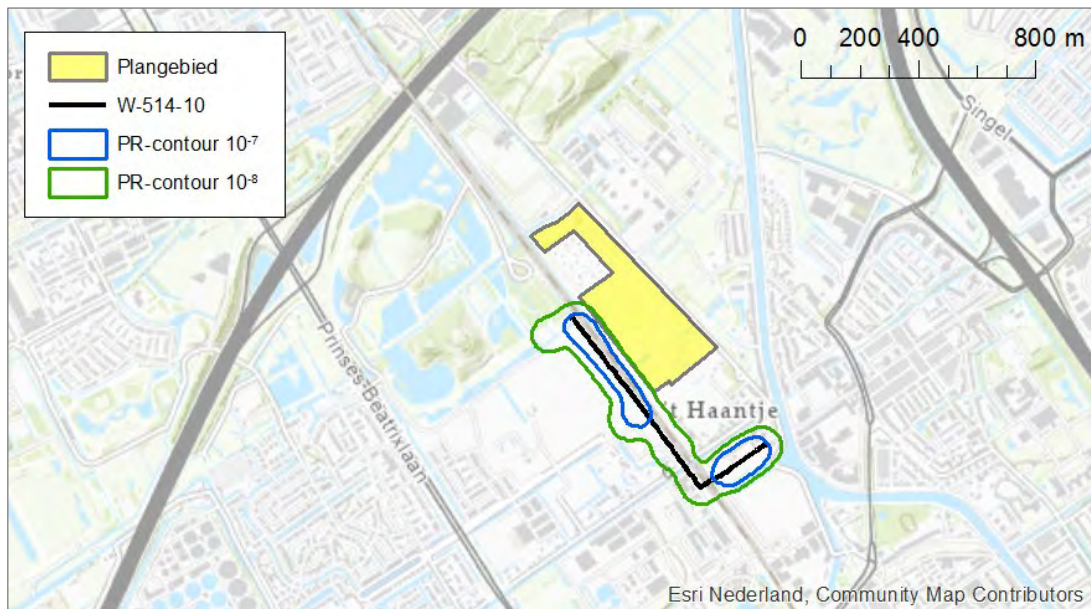 Plangebied
W-514-10
PR-contour 10⁻⁷
PR-contour 10⁻⁸
0 200 400 800 m
Singel
Prinses-Beatrixlaan
't Haantje
Esri Nederland, Community Map Contributors